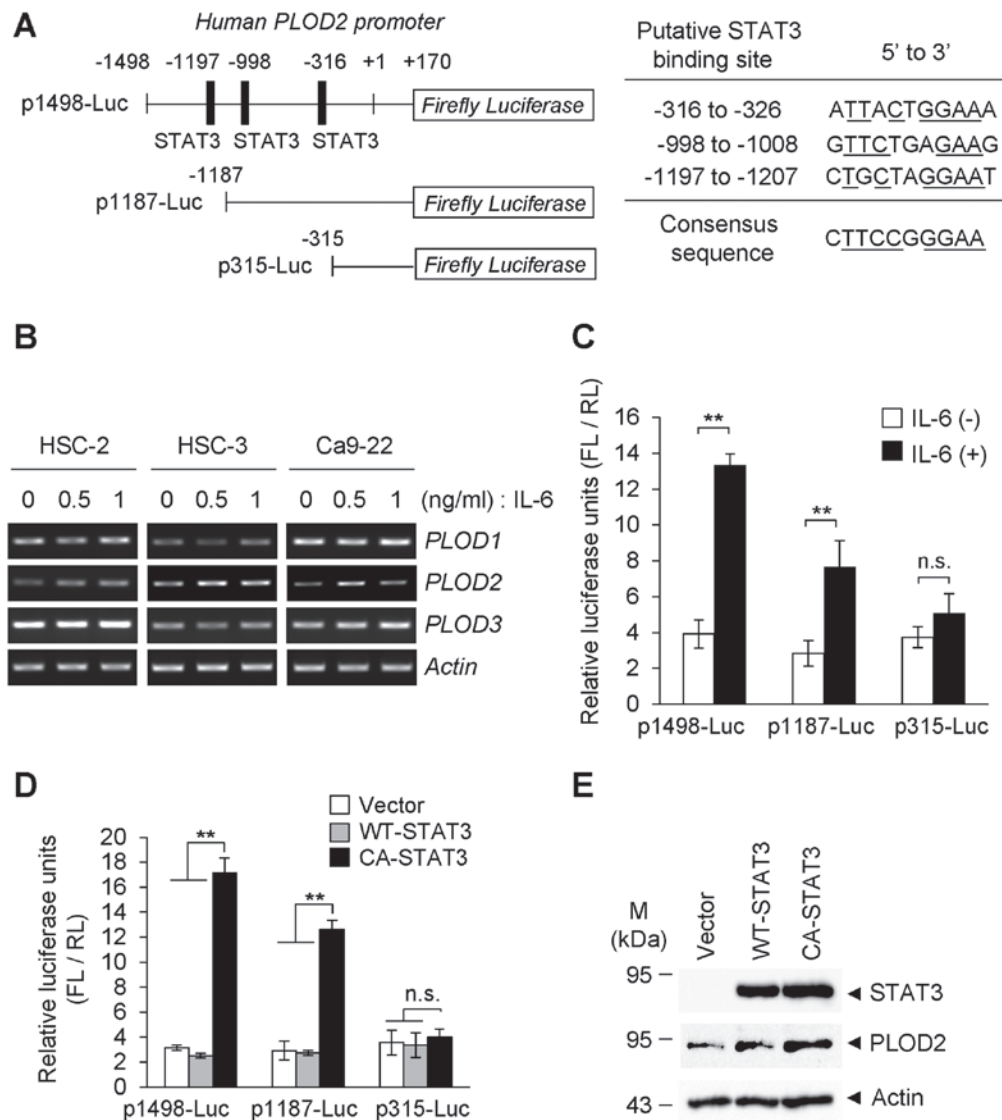 A
Human PLOD2 promoter
-1498 -1197 -998 -316 +1 +170
p1498-Luc Firefly Luciferase
STAT3 STAT3 STAT3
-1187
p1187-Luc Firefly Luciferase
-315
p315-Luc Firefly Luciferase
Putative STAT3 binding site 5' to 3'
-316 to -326 ATTACTGGAAA
-998 to -1008 GTTCTGAGAAG
-1197 to -1207 CTGCTAGGAAT
Consensus sequence CTTCCGGGAA
B
HSC-2 HSC-3 Ca9-22
0 0.5 1 0 0.5 1 0 0.5 1 (ng/ml) : IL-6
PLOD1
PLOD2
PLOD3
Actin
C
Relative luciferase units (FL / RL)
16
14
12
10
8
6
4
2
0
IL-6 (-)
IL-6 (+)
**
**
n.s.
p1498-Luc p1187-Luc p315-Luc
D
Relative luciferase units
(FL / RL)
20
18
16
14
12
10
8
6
4
2
0
Vector
WT-STAT3
CA-STAT3
**
**
n.s.
p1498-Luc p1187-Luc p315-Luc
E
M
(kDa)
Vector
WT-STAT3
CA-STAT3
95
STAT3
95
PLOD2
43
Actin